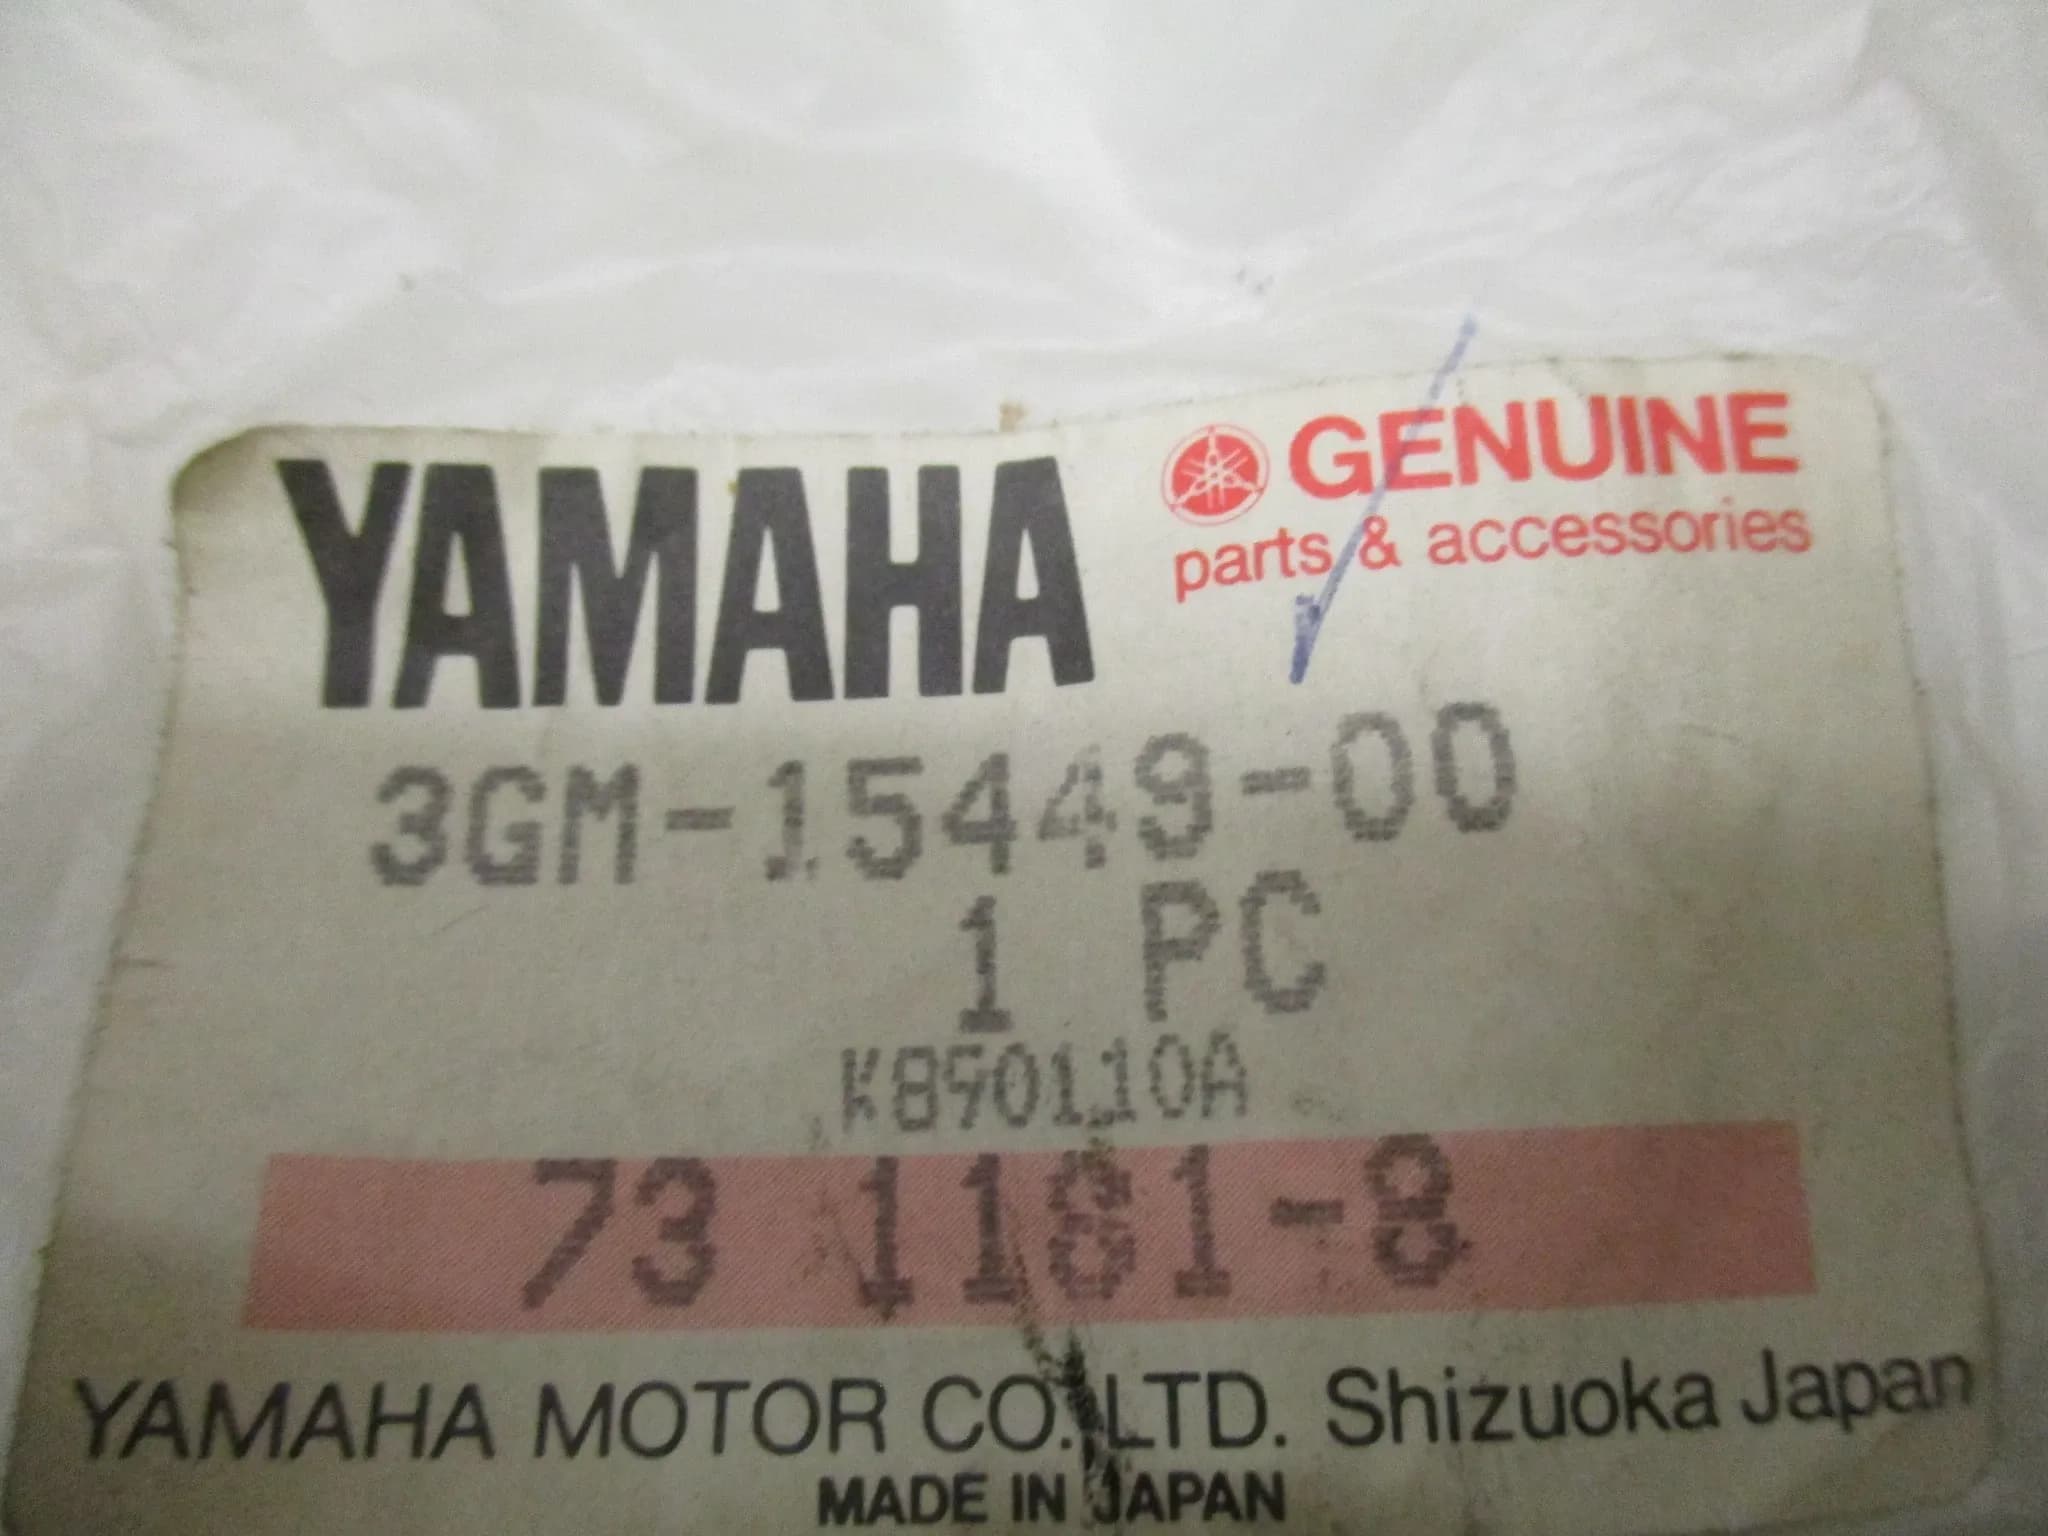 YAMAHA
GENUINE
parts & accessories
3GM-15449-00
1 PC
K890110A
73 1181-8
YAMAHA MOTOR CO.,LTD. Shizuoka Japan
MADE IN JAPAN